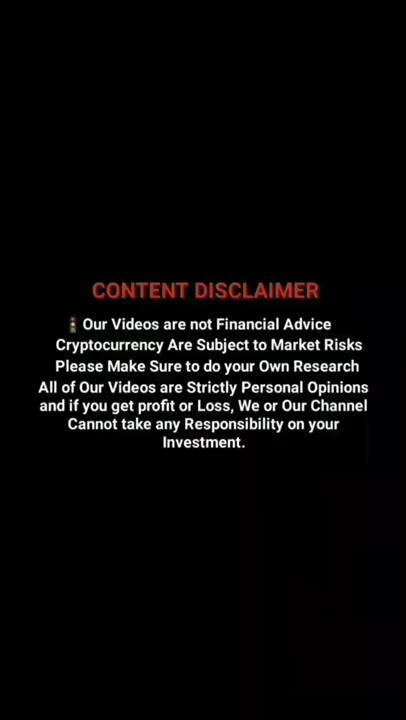 CONTENT DISCLAIMER
🚦Our Videos are not Financial Advice
Cryptocurrency Are Subject to Market Risks
Please Make Sure to do your Own Research
All of Our Videos are Strictly Personal Opinions
and if you get profit or Loss, We or Our Channel
Cannot take any Responsibility on your
Investment.